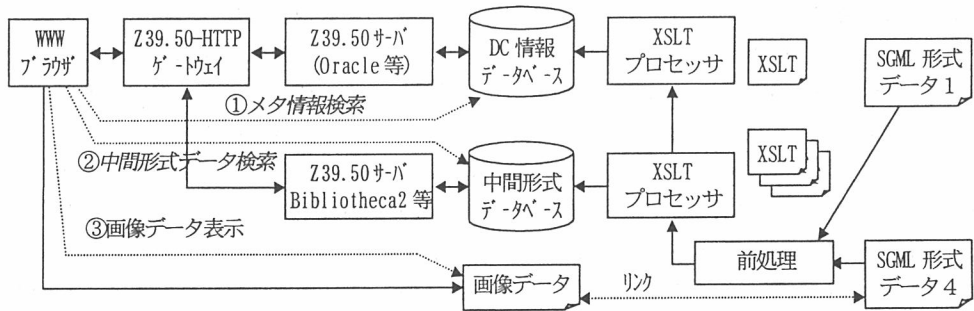 WWW
ﾌﾞﾗｳｻﾞ
Z39.50-HTTP
ｹﾞｰﾄｳｪｲ
Z39.50ｻｰﾊﾞ
(Oracle等)
DC情報
データベース
XSLT
プロセッサ
XSLT
SGML形式
データ1
①メタ情報検索
②中間形式データ検索
Z39.50ｻｰﾊﾞ
Bibliotheca2等
中間形式
データベース
XSLT
プロセッサ
XSLT
③画像データ表示
前処理
SGML形式
データ4
画像データ
ﾘﾝｸ